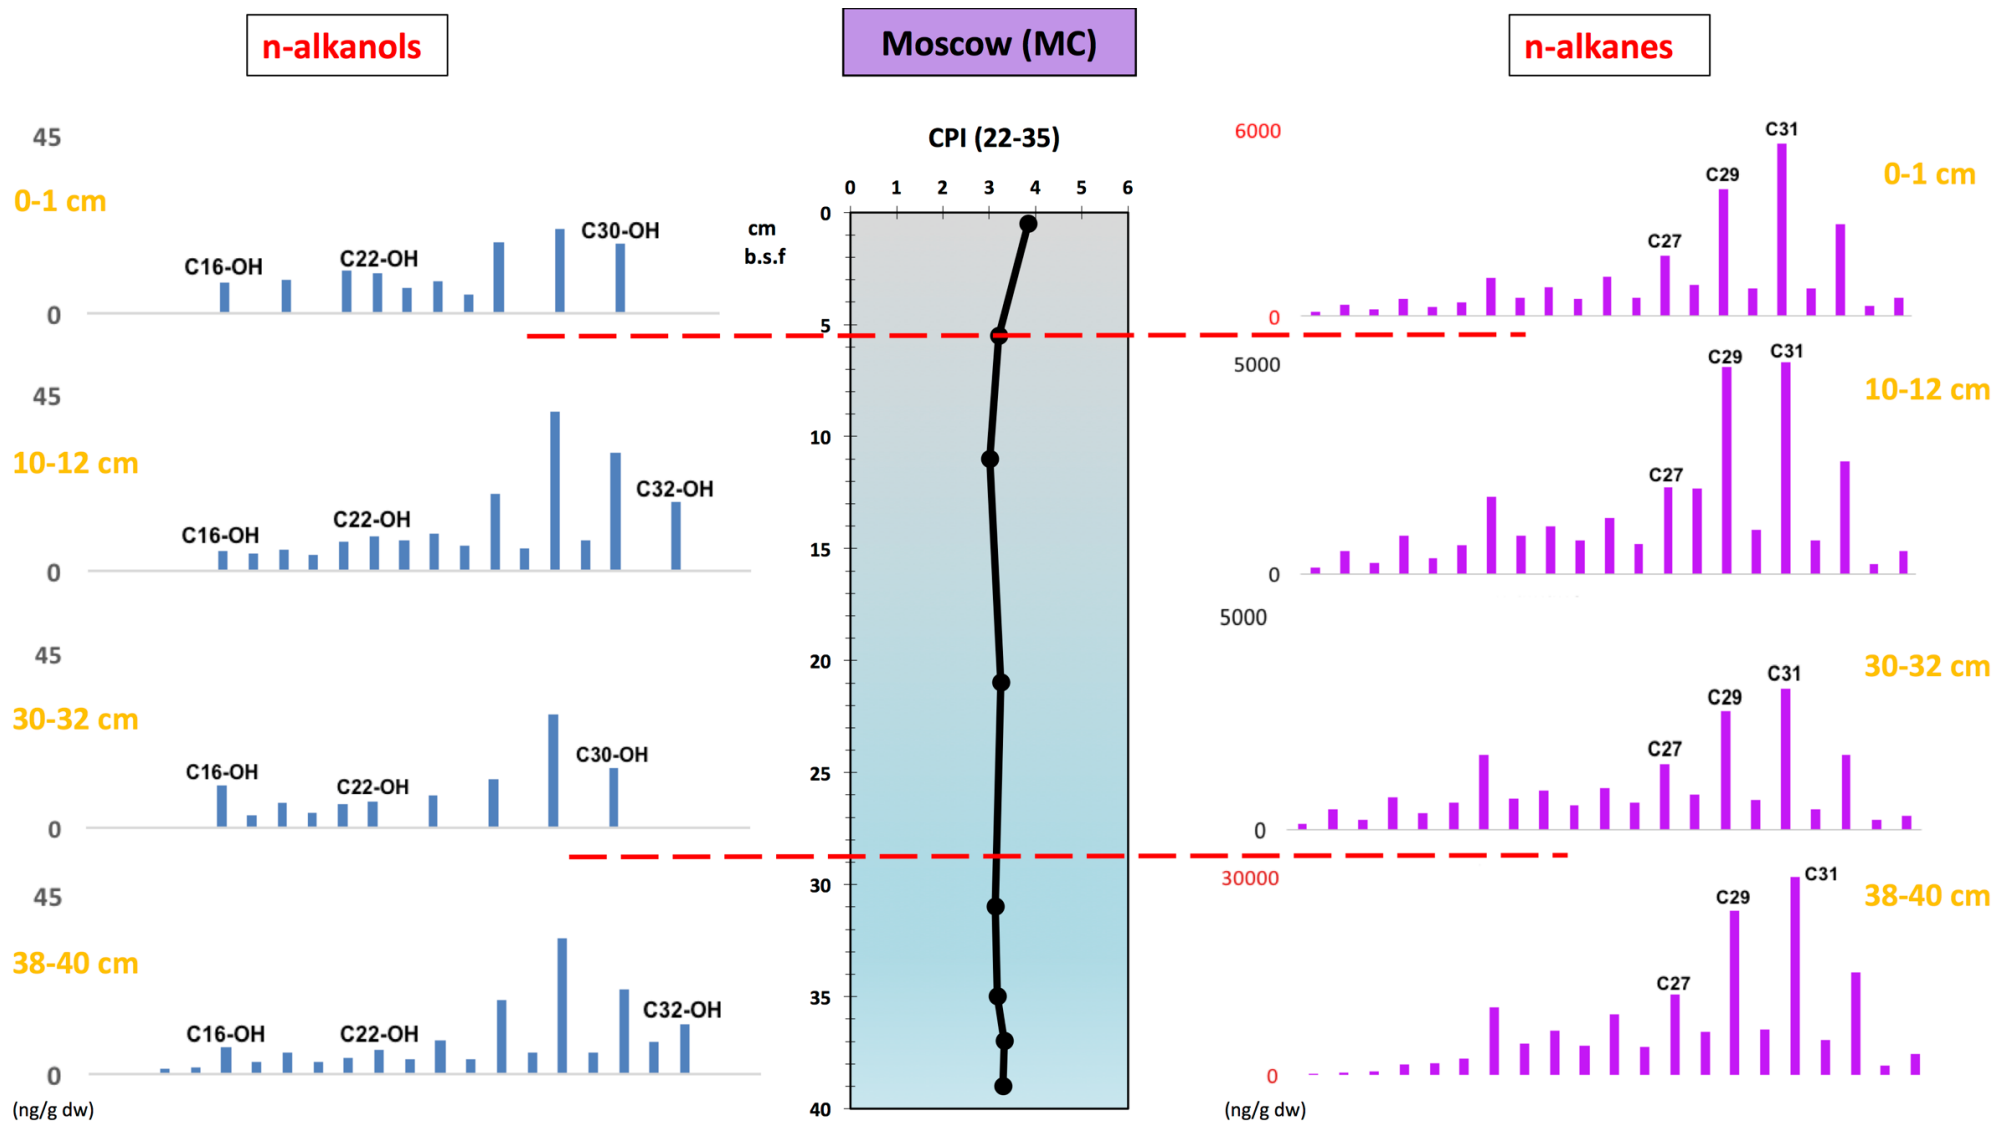 n-alkanols
Moscow (MC)
n-alkanes
45
0-1 cm
C16-OH
C22-OH
C30-OH
0
45
10-12 cm
C16-OH
C22-OH
C32-OH
0
45
30-32 cm
C16-OH
C22-OH
C30-OH
0
45
38-40 cm
C16-OH
C22-OH
C32-OH
0
(ng/g dw)
CPI (22-35)
0 1 2 3 4 5 6
cm
b.s.f
0
5
10
15
20
25
30
35
40
6000
C31
0-1 cm
C29
C27
0
5000
C29
C31
10-12 cm
C27
0
5000
30-32 cm
C31
C29
C27
0
30000
C31
38-40 cm
C29
C27
0
(ng/g dw)